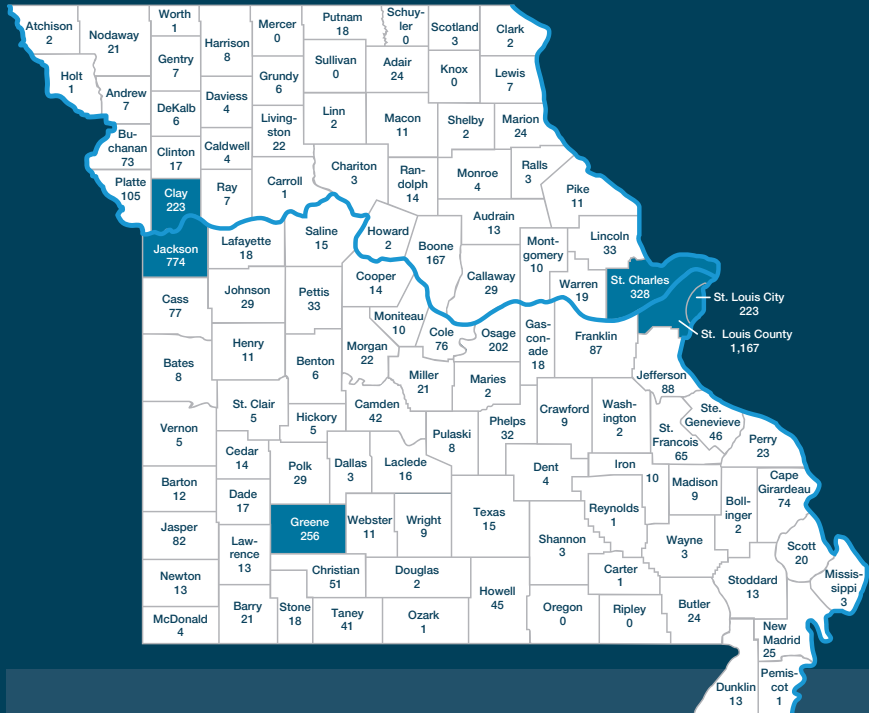 Atchison
2
Nodaway
21
Worth
1
Gentry
7
Harrison
8
Mercer
0
Putnam
18
Schuy-
ler
0
Scotland
3
Clark
2
Holt
1
Andrew
7
DeKalb
6
Daviess
4
Grundy
6
Sullivan
0
Adair
24
Knox
0
Lewis
7
Bu-
chanan
73
Clinton
17
Caldwell
4
Living-
ston
22
Linn
2
Macon
11
Shelby
2
Marion
24
Platte
105
Clay
223
Ray
7
Carroll
1
Chariton
3
Ran-
dolph
14
Monroe
4
Ralls
3
Pike
11
Jackson
774
Lafayette
18
Saline
15
Howard
2
Boone
167
Audrain
13
Callaway
29
Mont-
gomery
10
Lincoln
33
Warren
19
St. Charles
328
St. Louis City
223
St. Louis County
1,167
Cass
77
Johnson
29
Pettis
33
Cooper
14
Moniteau
10
Cole
76
Osage
202
Gas-
con-
ade
18
Franklin
87
Jefferson
88
Bates
8
Henry
11
Benton
6
Morgan
22
Miller
21
Maries
2
Vernon
5
St. Clair
5
Hickory
5
Camden
42
Pulaski
8
Phelps
32
Crawford
9
Wash-
ington
2
St.
Francois
65
Ste.
Genevieve
46
Perry
23
Barton
12
Cedar
14
Polk
29
Dallas
3
Laclede
16
Dent
4
Iron
10
Madison
9
Boll-
inger
2
Cape
Girardeau
74
Jasper
82
Dade
17
Greene
256
Webster
11
Wright
9
Texas
15
Shannon
3
Reynolds
1
Wayne
3
Scott
20
Missis-
sippi
3
Newton
13
Law-
rence
13
Christian
51
Douglas
2
Howell
45
Carter
1
Stoddard
13
McDonald
4
Barry
21
Stone
18
Taney
41
Ozark
1
Oregon
0
Ripley
0
Butler
24
New
Madrid
25
Dunklin
13
Pemis-
cot
1